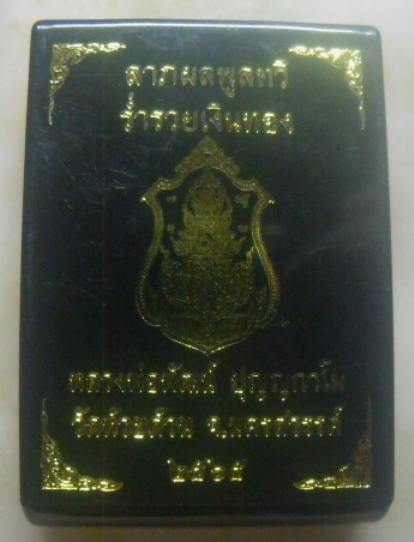 ลาภผลพูลทวี
ร่ำรวยเงินทอง
หลวงพ่อพัฒน์ ปุญญกาโม
วัดห้วยด้วน จ.นครสวรรค์
๒๕๖๕